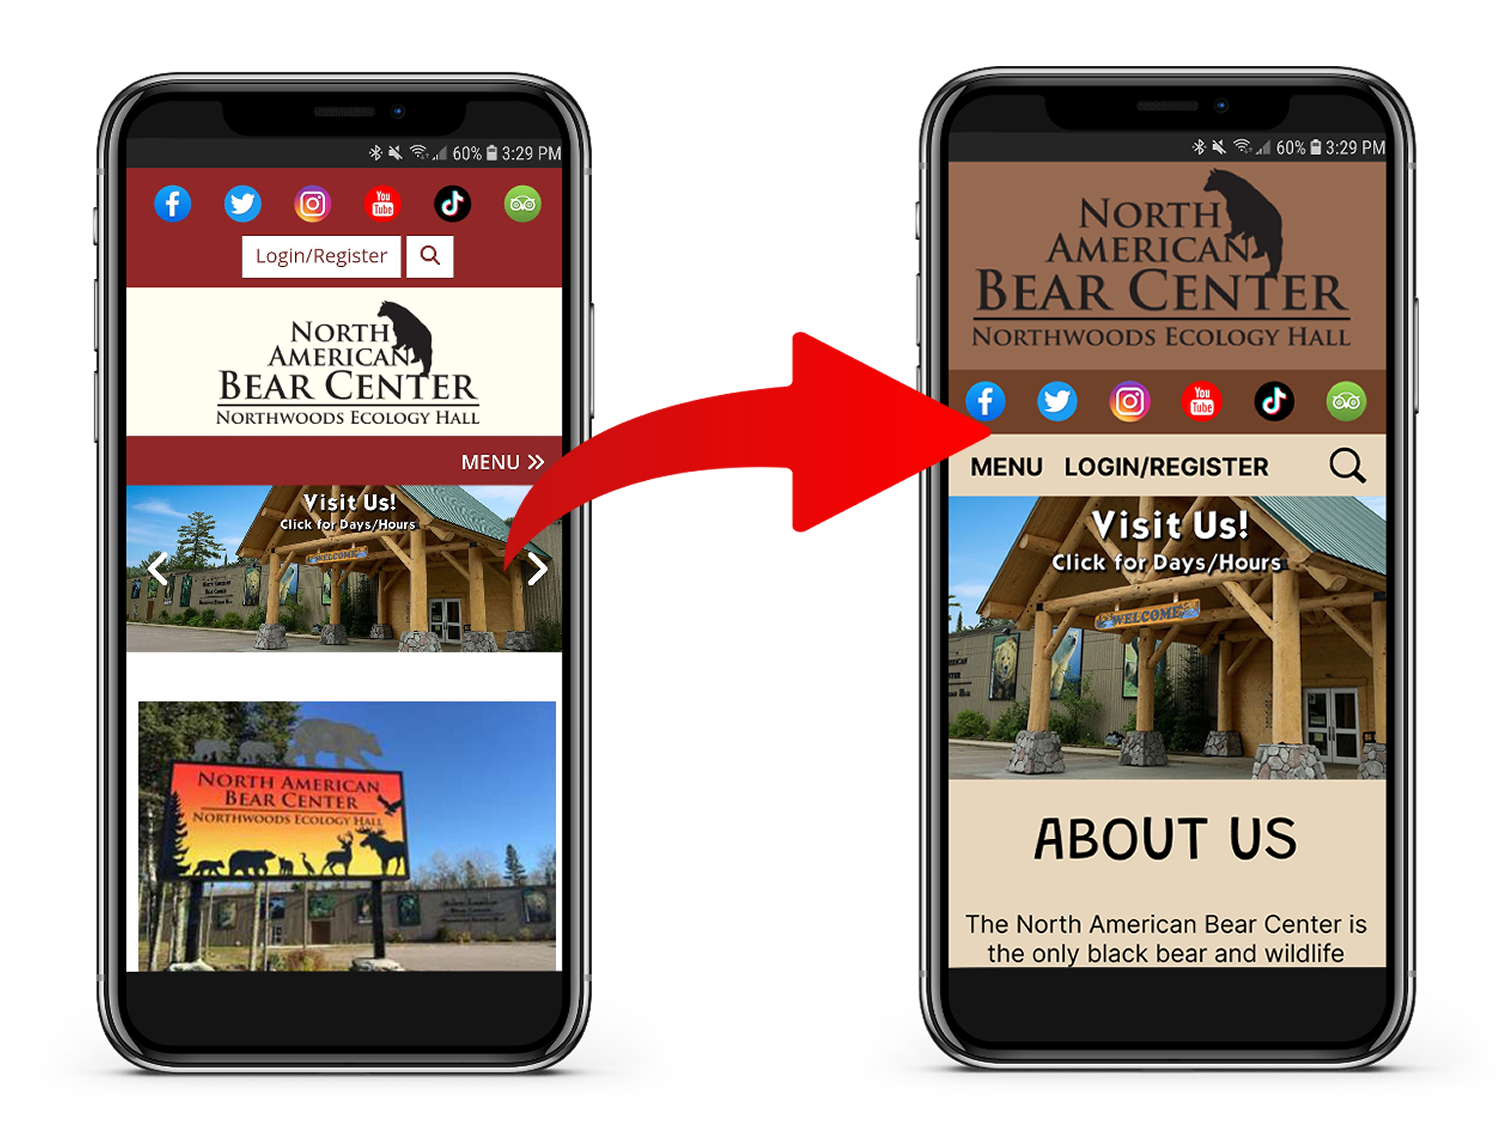 60% 3:29 PM
You
Tube
Login/Register
NORTH
AMERICAN
BEAR CENTER
NORTHWOODS ECOLOGY HALL
MENU »
Visit Us!
Click for Days/Hours
WELCOME
NORTH AMERICAN
BEAR CENTER
NORTHWOODS ECOLOGY HALL
60% 3:29 PM
NORTH
AMERICAN
BEAR CENTER
NORTHWOODS ECOLOGY HALL
You
Tube
MENU LOGIN/REGISTER
Visit Us!
Click for Days/Hours
WELCOME
ABOUT US
The North American Bear Center is
the only black bear and wildlife